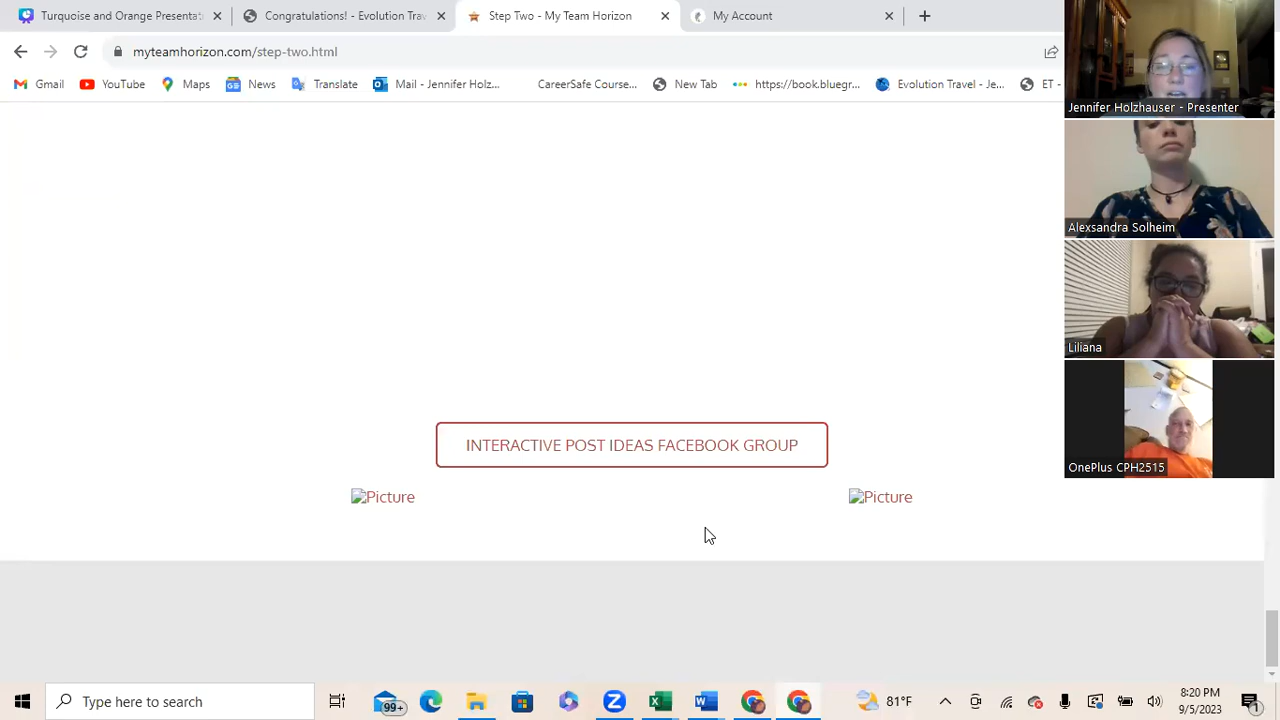 Turquoise and Orange Presentat
Congratulations! - Evolution Trav
Step Two - My Team Horizon
My Account
myteamhorizon.com/step-two.html
Gmail
YouTube
Maps
News
Translate
Mail - Jennifer Holz...
CareerSafe Course...
New Tab
https://book.bluegr...
Evolution Travel - Je...
ET -
Jennifer Holzhauser - Presenter
Alexsandra Solheim
Liliana
OnePlus CPH2515
INTERACTIVE POST IDEAS FACEBOOK GROUP
Picture
Picture
Type here to search
99+
81°F
8:20 PM
9/5/2023
1